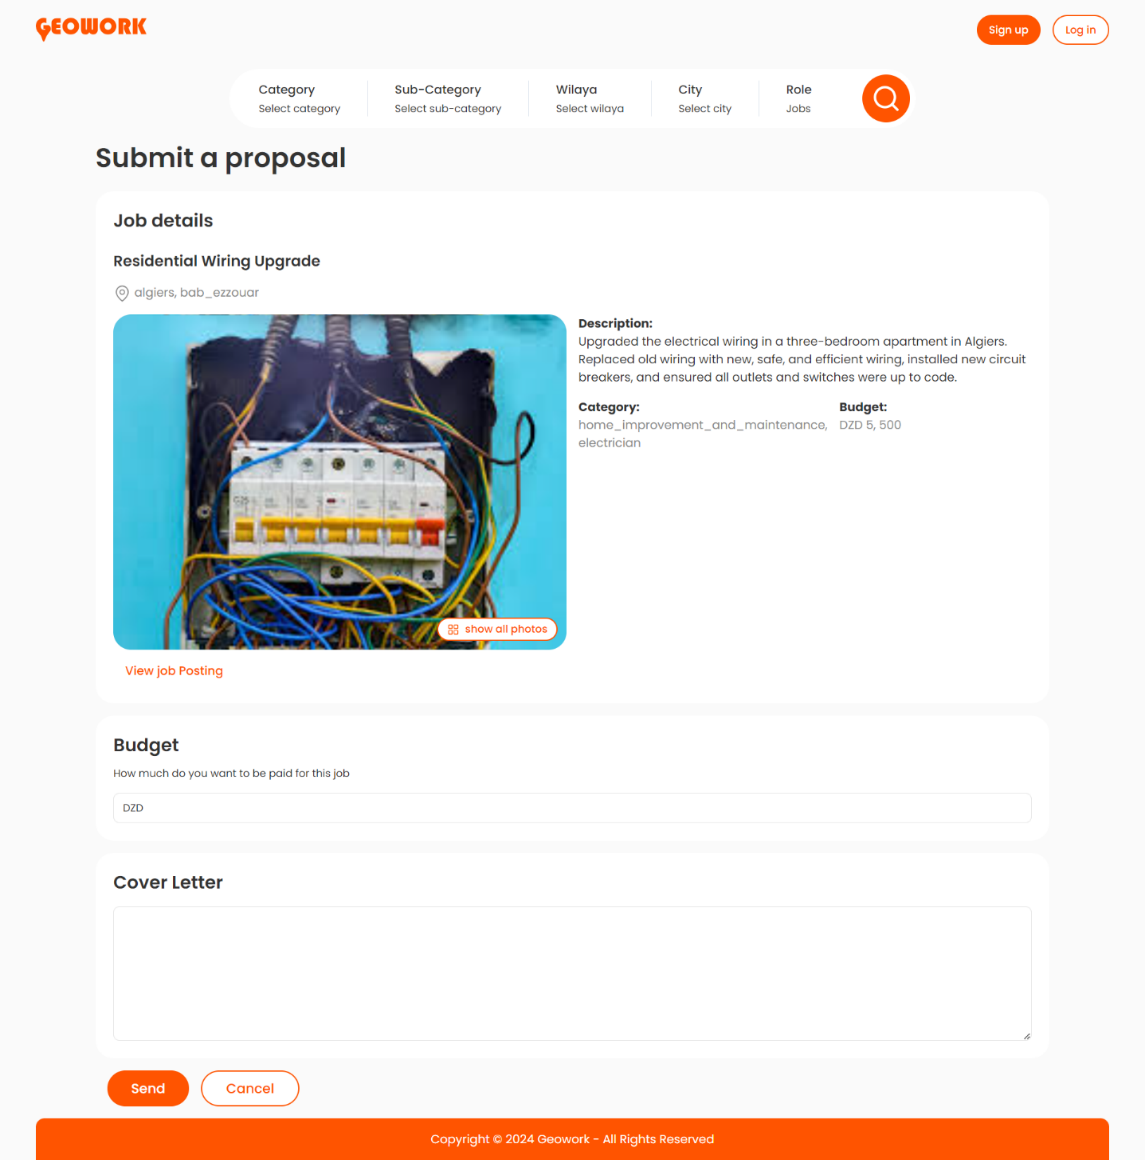 GEOWORK
Sign up
Log in
Category
Select category
Sub-Category
Select sub-category
Wilaya
Select wilaya
City
Select city
Role
Jobs
Submit a proposal
Job details
Residential Wiring Upgrade
algiers, bab_ezzouar
Description:
Upgraded the electrical wiring in a three-bedroom apartment in Algiers.
Replaced old wiring with new, safe, and efficient wiring, installed new circuit
breakers, and ensured all outlets and switches were up to code.
Category:
home_improvement_and_maintenance,
electrician
Budget:
DZD 5, 500
show all photos
View job Posting
Budget
How much do you want to be paid for this job
DZD
Cover Letter
Send
Cancel
Copyright © 2024 Geowork - All Rights Reserved